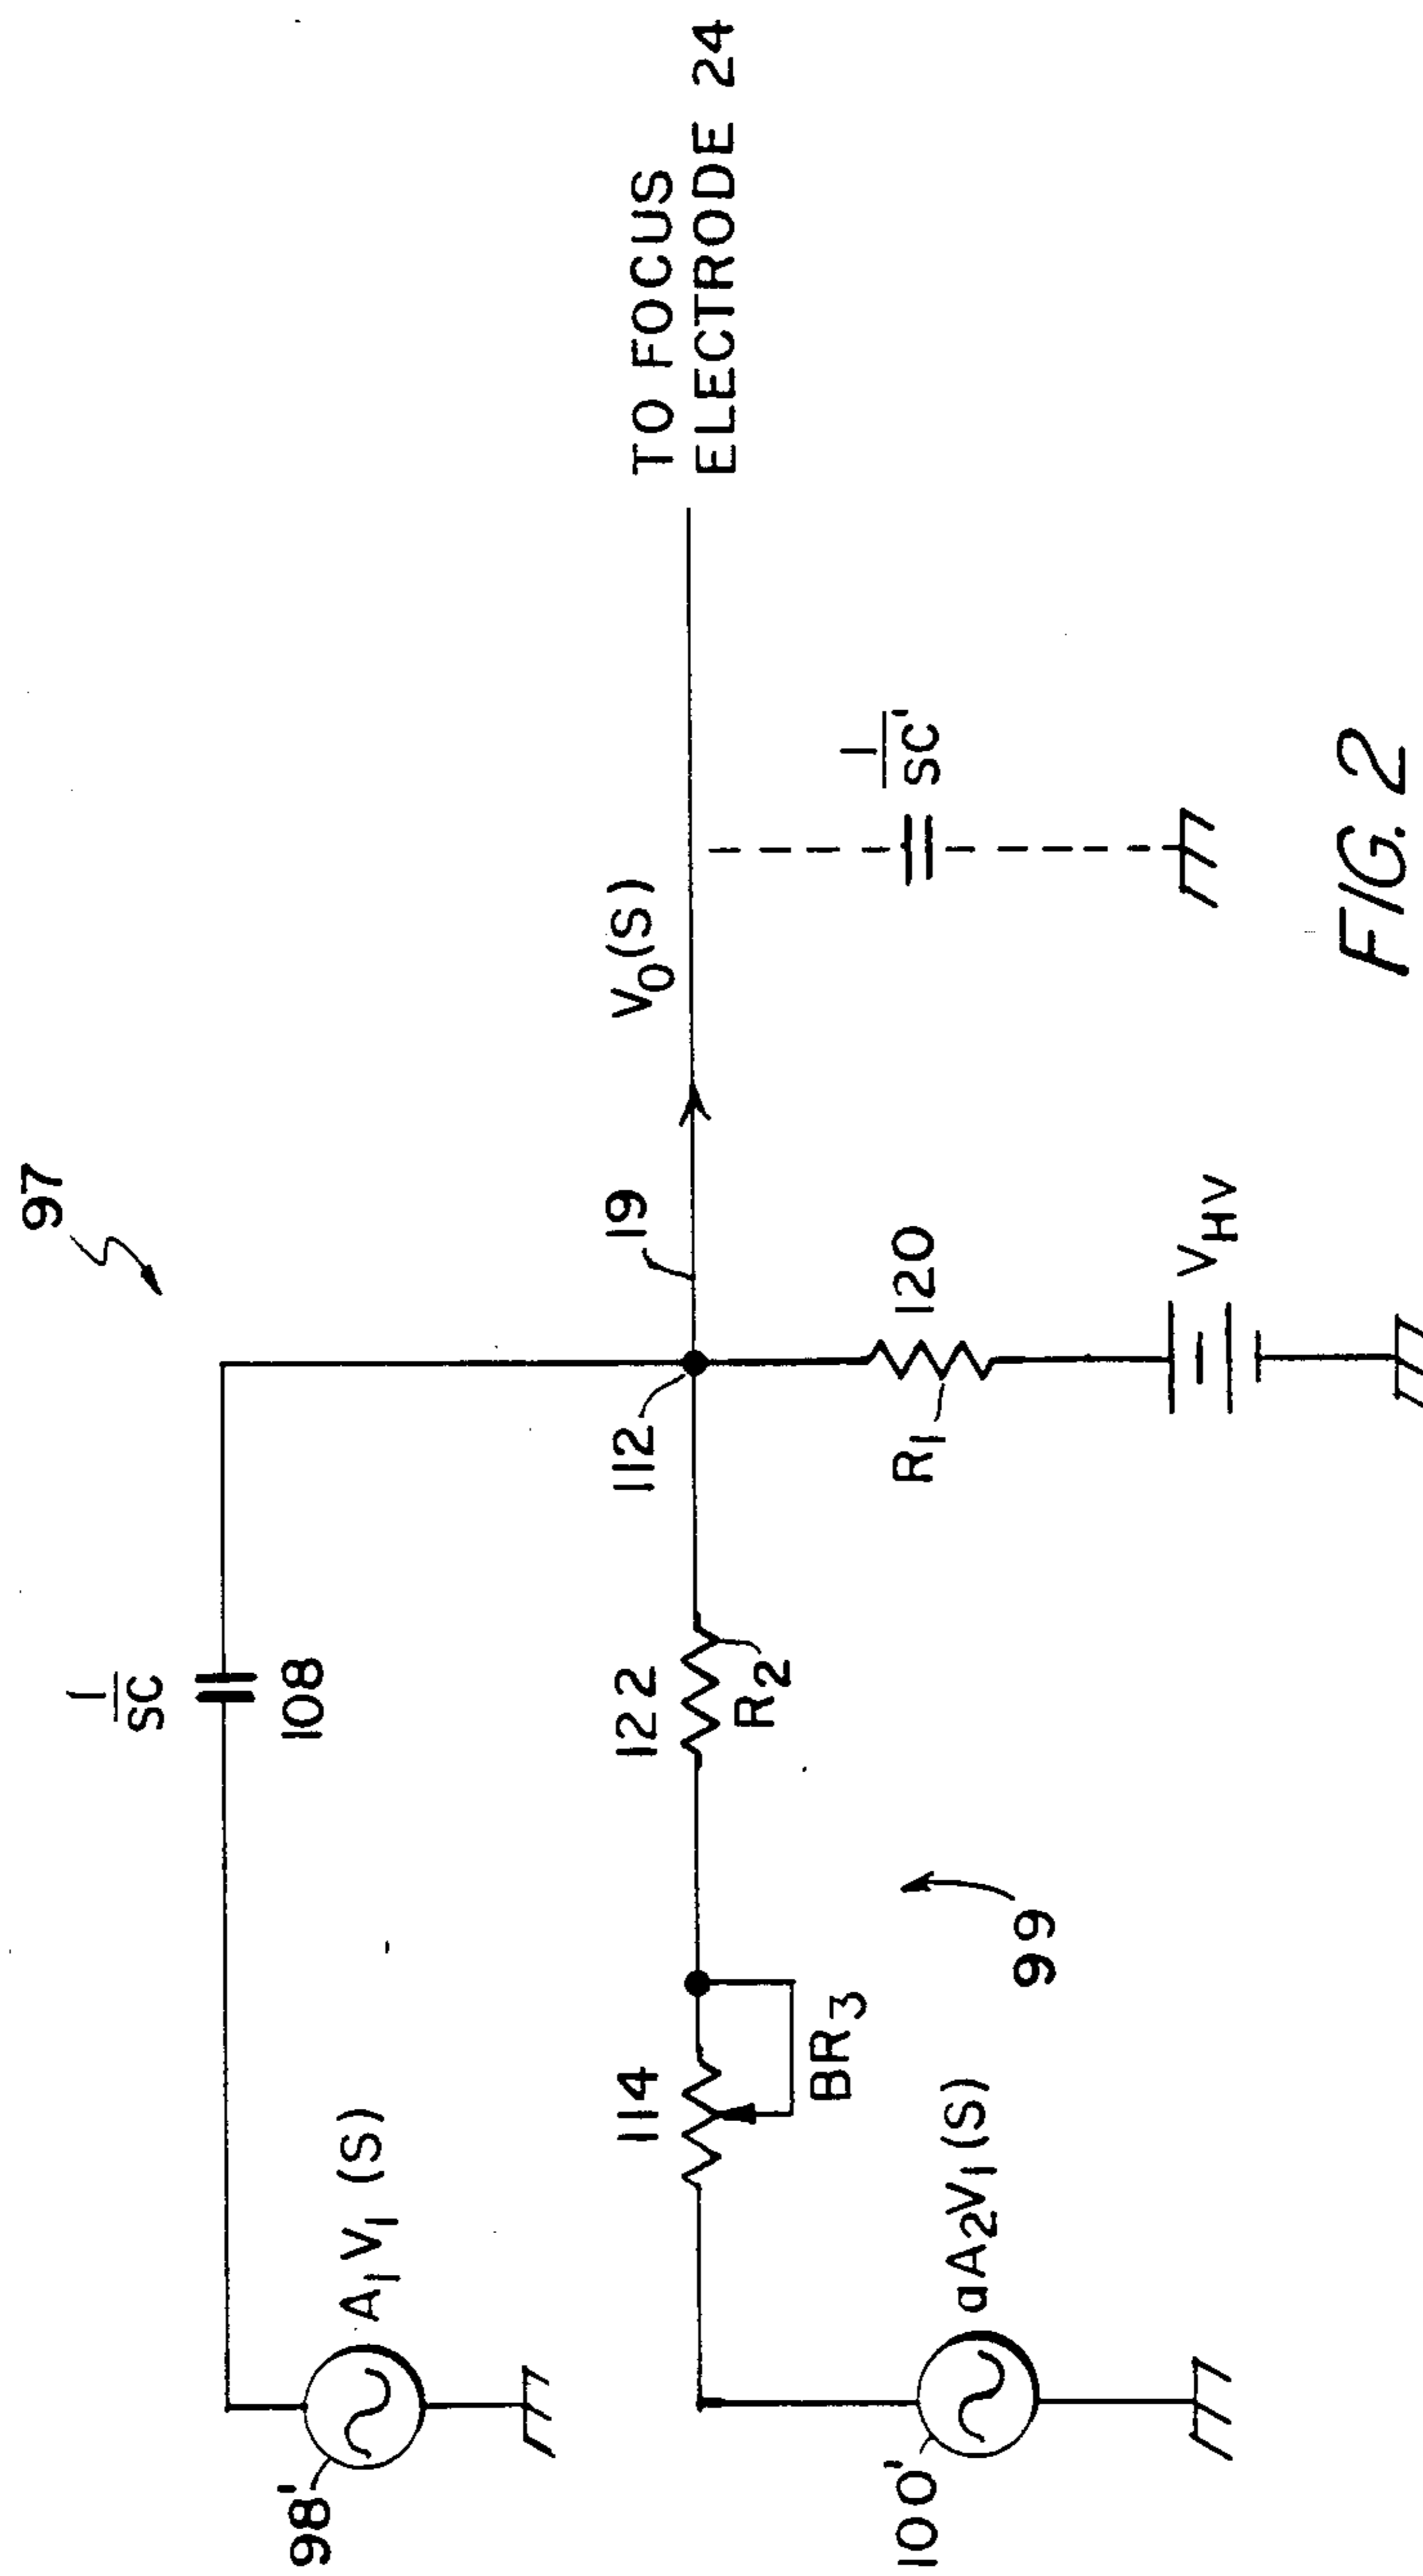 97
1
SC
108
98'
A1V1 (S)
112
19
V0(S)
TO FOCUS
ELECTRODE 24
114
122
R2
BR3
99
R1
120
VHV
1
SC'
100'
aA2V1(S)
FIG. 2